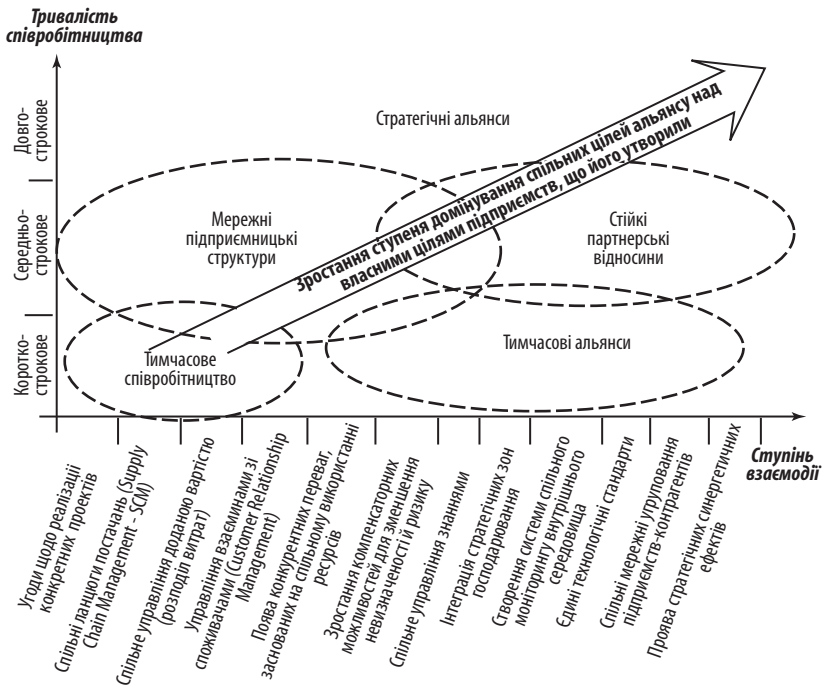 Тривалість
співробітництва
Довго-
строкове
Середньо-
строкове
Коротко-
строкове
Стратегічні альянси
Зростання ступеня домінування спільних цілей альянсу над
власними цілями підприємств, що його утворили
Мережні
підприємницькі
структури
Стійкі
партнерські
відносини
Тимчасове
співробітництво
Тимчасові альянси
Ступінь
взаємодії
Угоди щодо реалізації
конкретних проектів
Спільні ланцюги постачань (Supply
Chain Management - SCM)
Спільне управління доданою вартістю
(розподіл витрат)
Управління взаєминами зі
споживачами (Customer Relationship
Management)
Поява конкурентних переваг,
заснованих на спільному використанні
ресурсів
Зростання компенсаторних
можливостей для зменшення
невизначеності й ризику
Спільне управління знаннями
Інтеграція стратегічних зон
господарювання
Створення системи спільного
моніторингу внутрішнього
середовища
Єдині технологічні стандарти
Спільні мережні угруповання
підприємств-контрагентів
Проява стратегічних синергетичних
ефектів